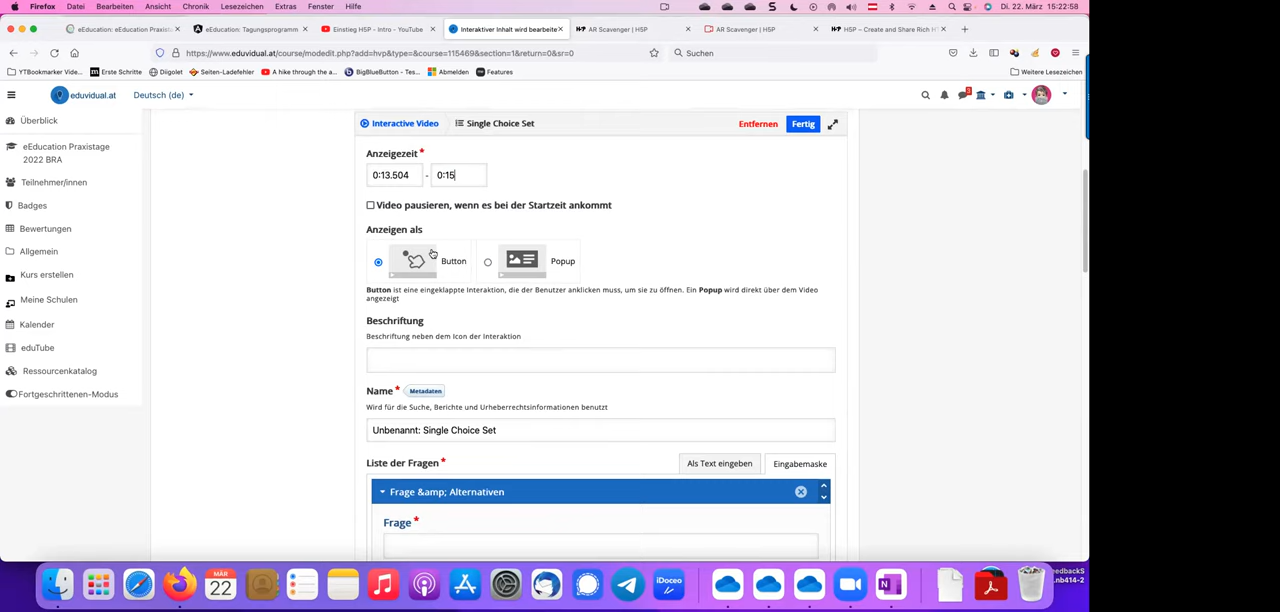 Firefox Datei Bearbeiten Ansicht Chronik Lesezeichen Extras Fenster Hilfe Di. 22. März 15:22:58
eEducation: eEducation Praxista eEducation: Tagungsprogramm Einstieg H5P - Intro - YouTube Interaktiver Inhalt wird bearbeite AR Scavenger | H5P AR Scavenger | H5P H5P – Create and Share Rich HT
https://www.eduvidual.at/course/modedit.php?add=hvp&type=&course=115469&section=1&return=0&sr=0 Suchen
YTBookmarker Vide... Erste Schritte Diigolet Seiten-Ladefehler A hike through the a... BigBlueButton - Tes... Abmelden Features Weitere Lesezeichen
eduvidual.at Deutsch (de)
Überblick
eEducation Praxistage
2022 BRA
Teilnehmer/innen
Badges
Bewertungen
Allgemein
Kurs erstellen
Meine Schulen
Kalender
eduTube
Ressourcenkatalog
Fortgeschrittenen-Modus
Interactive Video Single Choice Set Entfernen Fertig
Anzeigezeit *
0:13.504 - 0:15
Video pausieren, wenn es bei der Startzeit ankommt
Anzeigen als
Button Popup
Button ist eine eingeklappte Interaktion, die der Benutzer anklicken muss, um sie zu öffnen. Ein Popup wird direkt über dem Video
angezeigt
Beschriftung
Beschriftung neben dem Icon der Interaktion
Name * Metadaten
Wird für die Suche, Berichte und Urheberrechtsinformationen benutzt
Unbenannt: Single Choice Set
Liste der Fragen * Als Text eingeben Eingabemaske
Frage &amp; Alternativen
Frage *
MÄR
22
iDoceo
feedbackS
.nb414-2